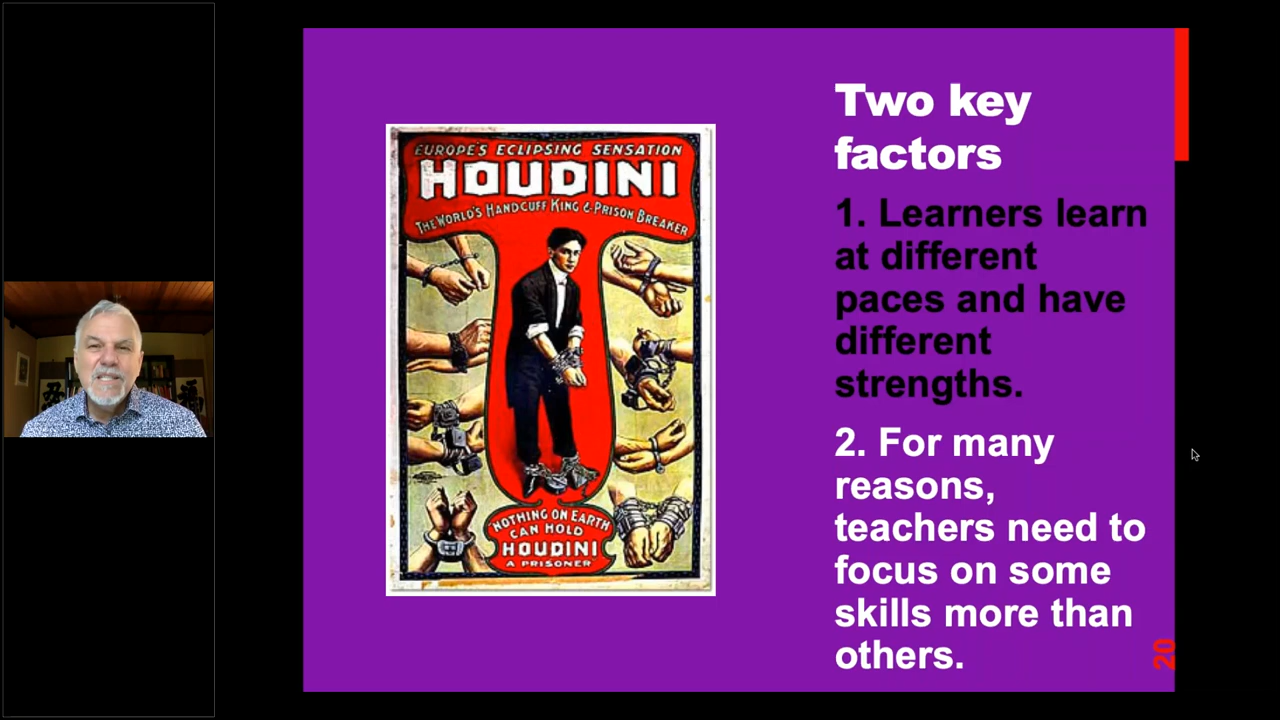 EUROPE'S ECLIPSING SENSATION
HOUDINI
THE WORLD'S HANDCUFF KING & PRISON BREAKER
NOTHING ON EARTH
CAN HOLD
HOUDINI
A PRISONER
Two key
factors
1. Learners learn
at different
paces and have
different
strengths.
2. For many
reasons,
teachers need to
focus on some
skills more than
others.
20